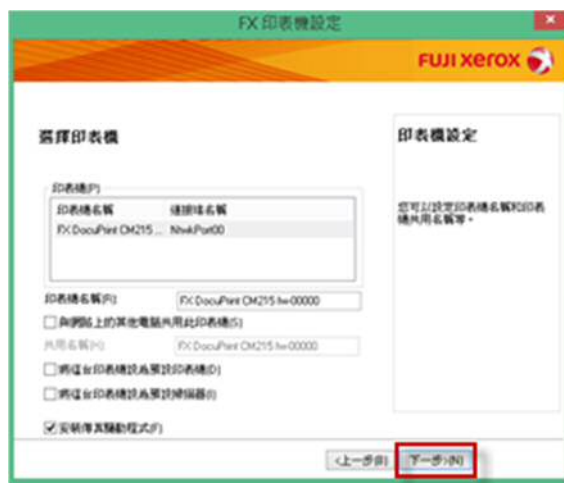 FX 印表機設定
FUJI XEROX
選擇印表機
印表機(P)
印表機名稱 連接埠名稱
FX DocuPrint CM215 ... NtwkPort00
印表機名稱(R): FX DocuPrint CM215 fw-00000
與網路上的其他電腦共用此印表機(S)
共用名稱(H): FX DocuPrint CM215 fw-00000
將這台印表機設為預設印表機(D)
將這台印表機設為預設掃描器(I)
安裝傳真驅動程式(F)
印表機設定
您可以設定印表機名稱和印表
機共用名稱等。
<上一步(B) 下一步>(N)